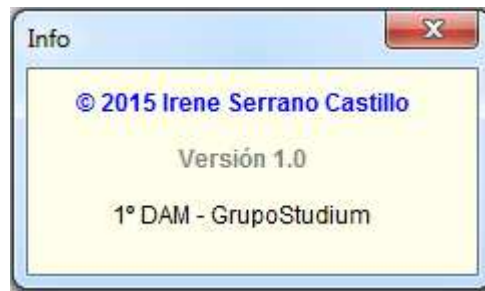 Info
© 2015 Irene Serrano Castillo
Versión 1.0
1º DAM - GrupoStudium